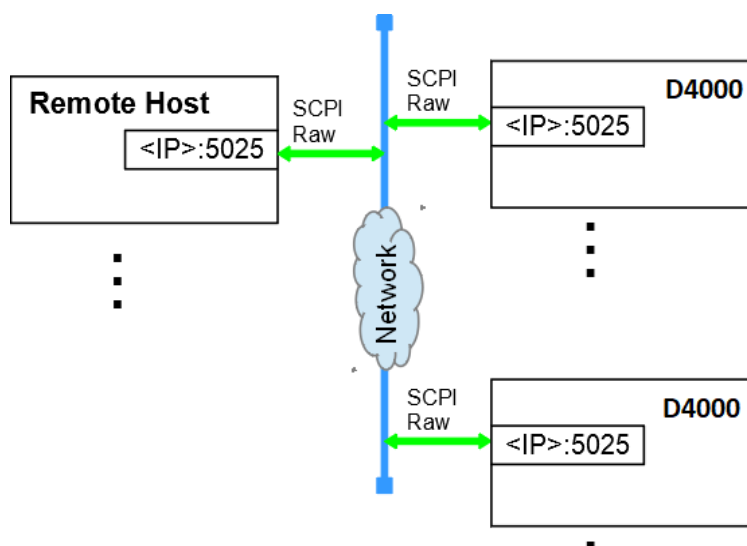 Remote Host
<IP>:5025
SCPI
Raw
SCPI
Raw
D4000
<IP>:5025
Network
SCPI
Raw
D4000
<IP>:5025